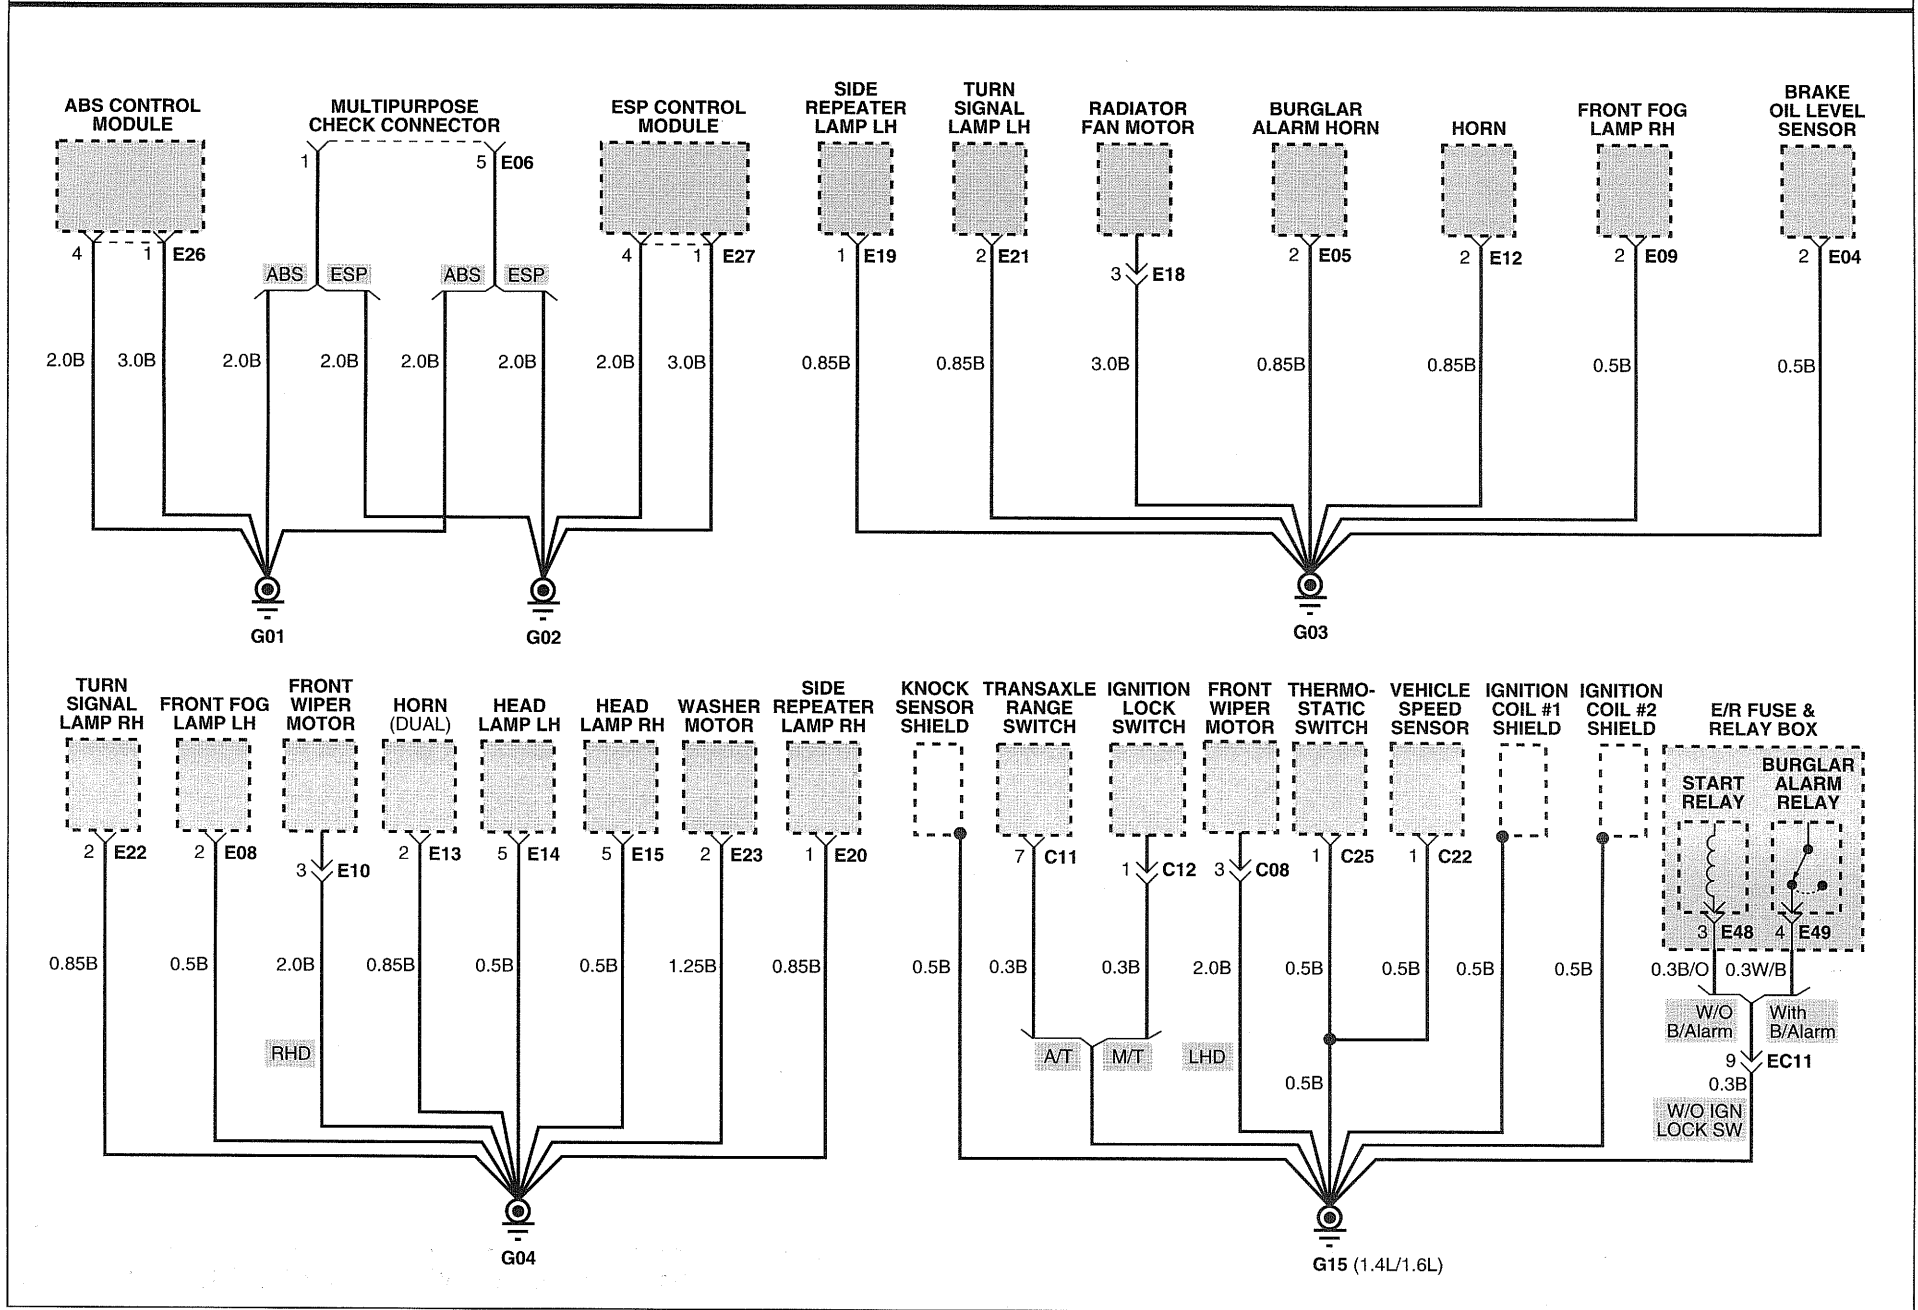 ABS CONTROL
MODULE
MULTIPURPOSE
CHECK CONNECTOR
ESP CONTROL
MODULE
SIDE
REPEATER
LAMP LH
TURN
SIGNAL
LAMP LH
RADIATOR
FAN MOTOR
BURGLAR
ALARM HORN
HORN
FRONT FOG
LAMP RH
BRAKE
OIL LEVEL
SENSOR
4 1 E26
1 5 E06
4 1 E27
1 E19
2 E21
3 E18
2 E05
2 E12
2 E09
2 E04
ABS ESP
ABS ESP
2.0B 3.0B 2.0B 2.0B 2.0B 2.0B 2.0B 3.0B
0.85B 0.85B 3.0B 0.85B 0.85B 0.5B 0.5B
G01
G02
G03
TURN
SIGNAL
LAMP RH
FRONT FOG
LAMP LH
FRONT
WIPER
MOTOR
HORN
(DUAL)
HEAD
LAMP LH
HEAD
LAMP RH
WASHER
MOTOR
SIDE
REPEATER
LAMP RH
KNOCK
SENSOR
SHIELD
TRANSAXLE
RANGE
SWITCH
IGNITION
LOCK
SWITCH
FRONT
WIPER
MOTOR
THERMO-
STATIC
SWITCH
VEHICLE
SPEED
SENSOR
IGNITION
COIL #1
SHIELD
IGNITION
COIL #2
SHIELD
E/R FUSE &
RELAY BOX
START
RELAY
BURGLAR
ALARM
RELAY
2 E22
2 E08
3 E10
2 E13
5 E14
5 E15
2 E23
1 E20
7 C11
1 C12
3 C08
1 C25
1 C22
3 E48
4 E49
0.85B 0.5B 2.0B 0.85B 0.5B 0.5B 1.25B 0.85B
0.5B 0.3B 0.3B 2.0B 0.5B 0.5B 0.5B 0.5B
0.3B/O 0.3W/B
W/O
B/Alarm
With
B/Alarm
RHD
A/T M/T
LHD
0.5B
9 EC11
0.3B
W/O IGN
LOCK SW
G04
G15 (1.4L/1.6L)